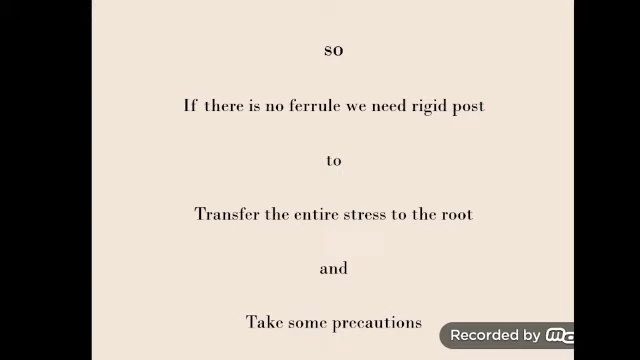 so
If there is no ferrule we need rigid post
to
Transfer the entire stress to the root
and
Take some precautions
Recorded by